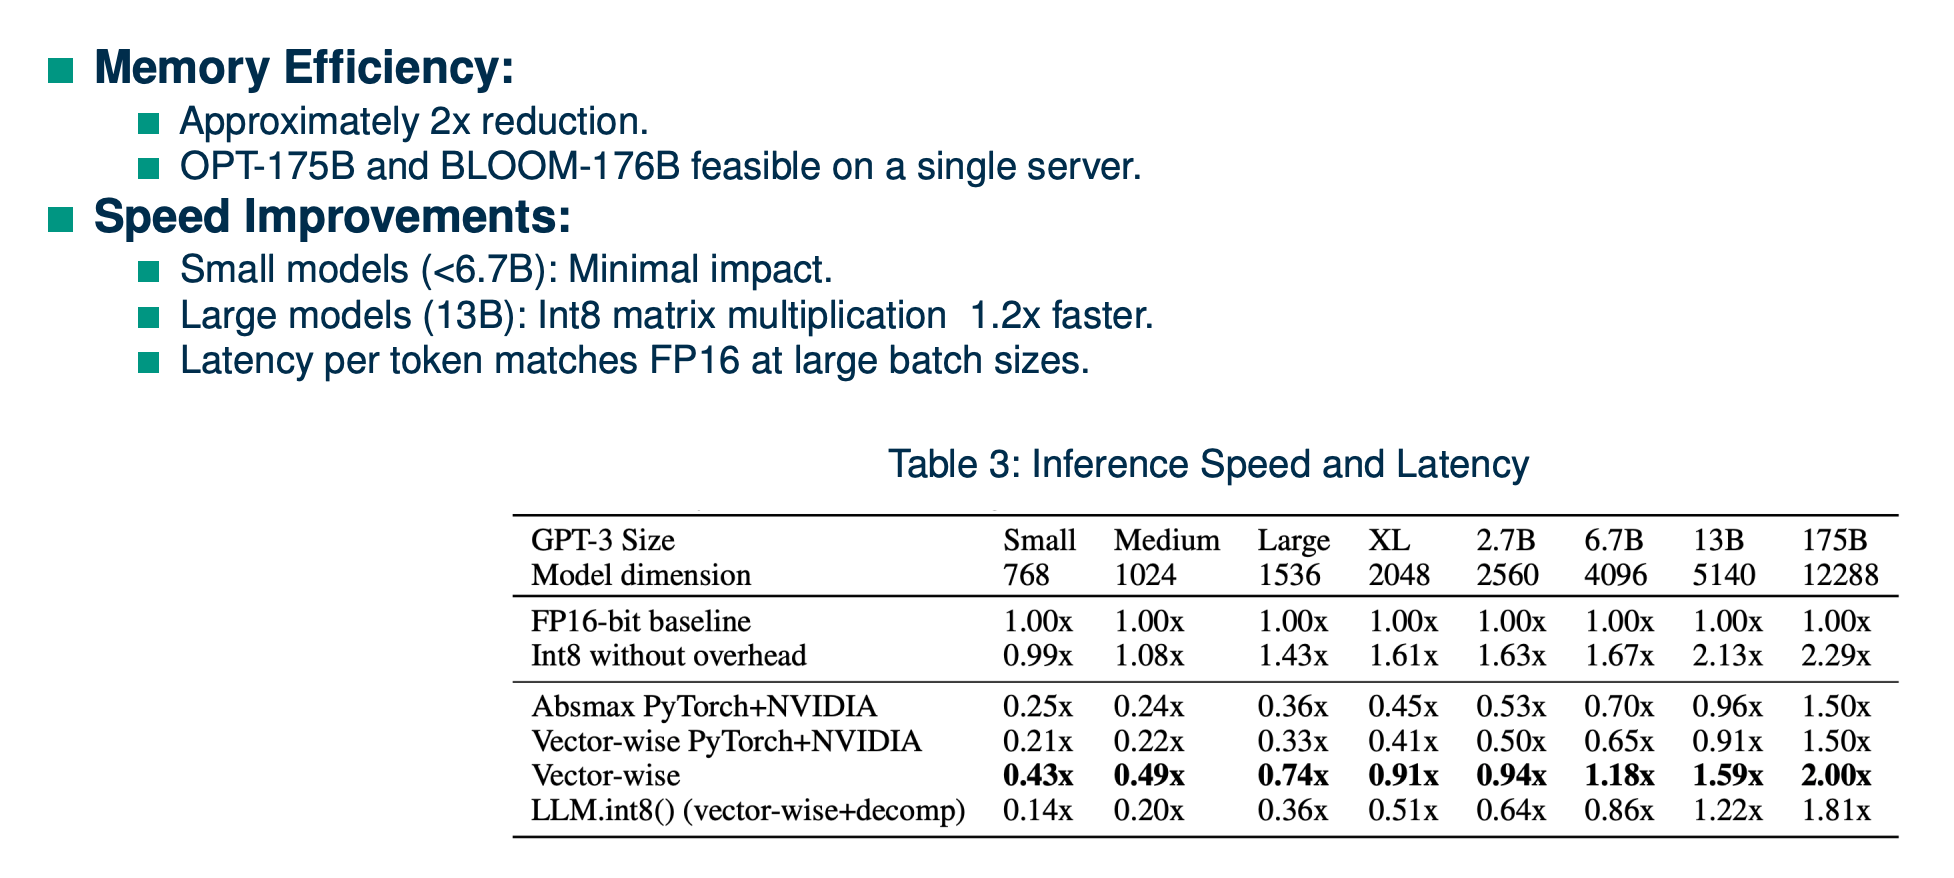 Memory Efficiency:
Approximately 2x reduction.
OPT-175B and BLOOM-176B feasible on a single server.
Speed Improvements:
Small models (<6.7B): Minimal impact.
Large models (13B): Int8 matrix multiplication  1.2x faster.
Latency per token matches FP16 at large batch sizes.
Table 3: Inference Speed and Latency
GPT-3 Size Small Medium Large XL 2.7B 6.7B 13B 175B
Model dimension 768 1024 1536 2048 2560 4096 5140 12288
FP16-bit baseline 1.00x 1.00x 1.00x 1.00x 1.00x 1.00x 1.00x 1.00x
Int8 without overhead 0.99x 1.08x 1.43x 1.61x 1.63x 1.67x 2.13x 2.29x
Absmax PyTorch+NVIDIA 0.25x 0.24x 0.36x 0.45x 0.53x 0.70x 0.96x 1.50x
Vector-wise PyTorch+NVIDIA 0.21x 0.22x 0.33x 0.41x 0.50x 0.65x 0.91x 1.50x
Vector-wise 0.43x 0.49x 0.74x 0.91x 0.94x 1.18x 1.59x 2.00x
LLM.int8() (vector-wise+decomp) 0.14x 0.20x 0.36x 0.51x 0.64x 0.86x 1.22x 1.81x